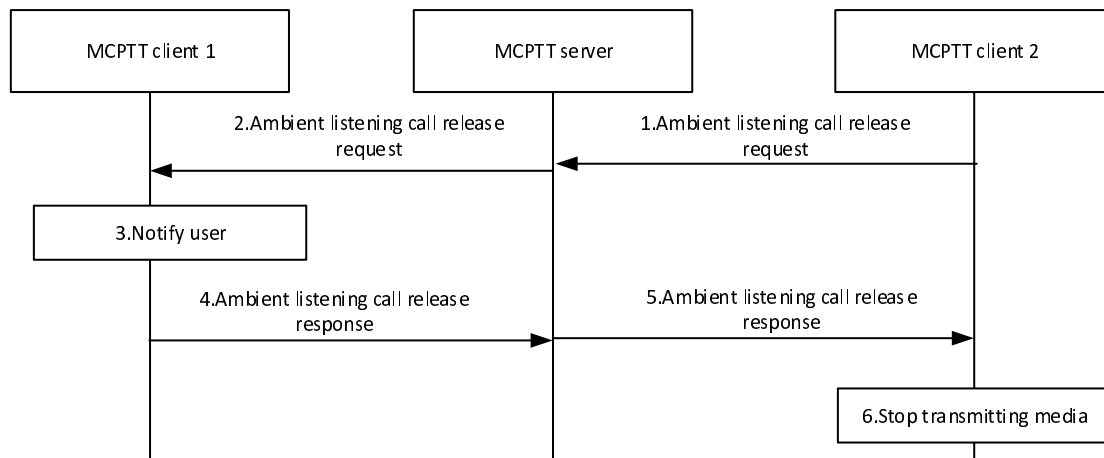 MCPTT client 1
MCPTT server
MCPTT client 2
2.Ambient listening call release
request
1.Ambient listening call release
request
3.Notify user
4.Ambient listening call release
response
5.Ambient listening call release
response
6.Stop transmitting media